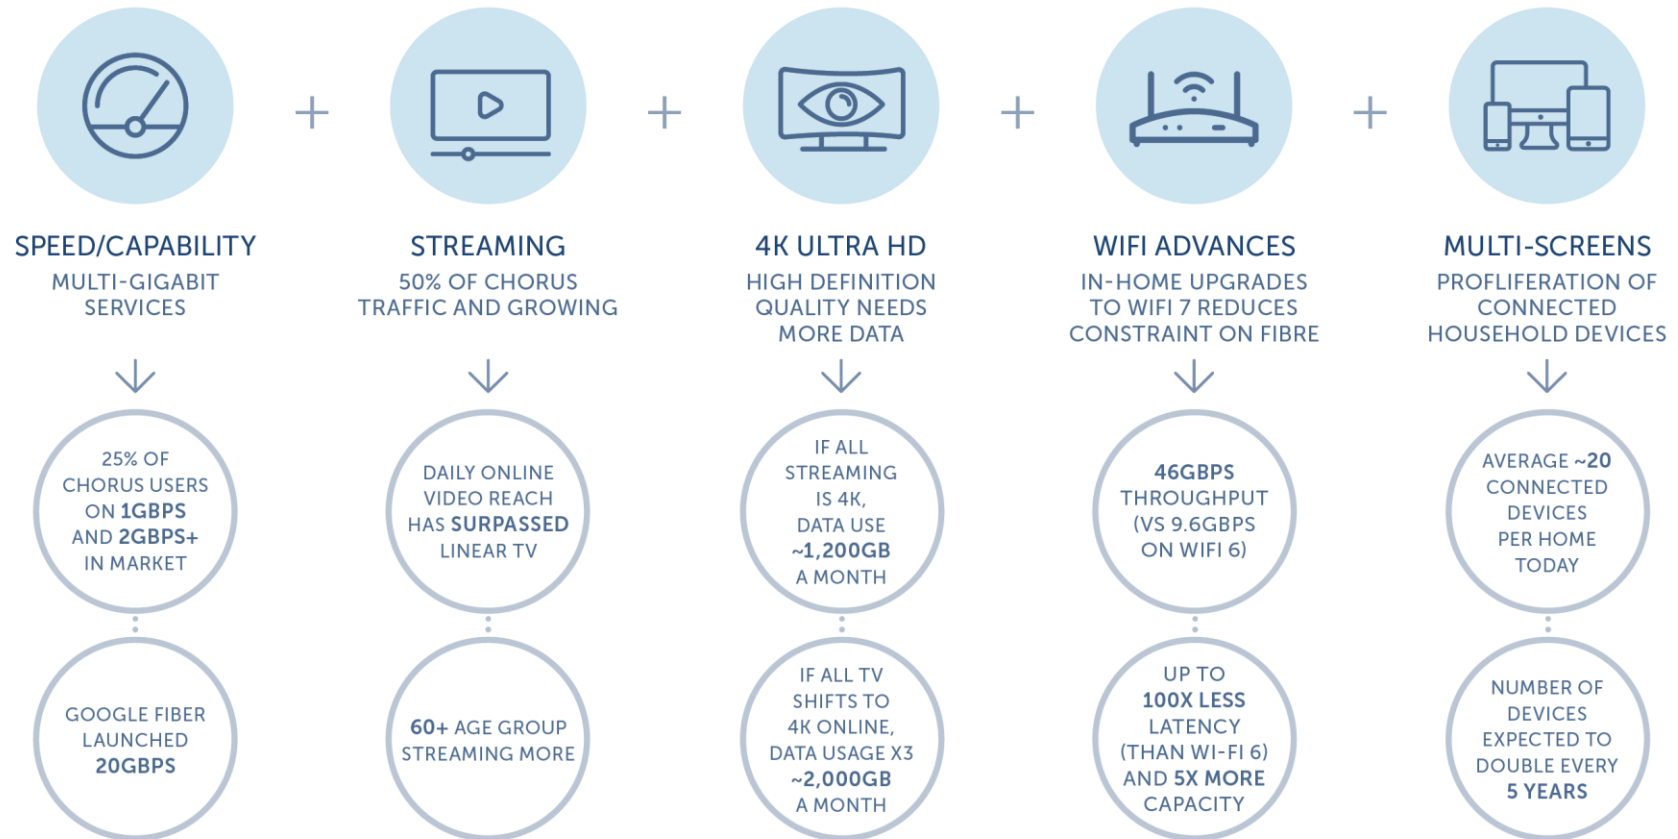 SPEED/CAPABILITY
MULTI-GIGABIT
SERVICES
25% OF
CHORUS USERS
ON 1GBPS
AND 2GBPS+
IN MARKET
GOOGLE FIBER
LAUNCHED
20GBPS
STREAMING
50% OF CHORUS
TRAFFIC AND GROWING
DAILY ONLINE
VIDEO REACH
HAS SURPASSED
LINEAR TV
60+ AGE GROUP
STREAMING MORE
4K ULTRA HD
HIGH DEFINITION
QUALITY NEEDS
MORE DATA
IF ALL
STREAMING
IS 4K,
DATA USE
~1,200GB
A MONTH
IF ALL TV
SHIFTS TO
4K ONLINE,
DATA USAGE X3
~2,000GB
A MONTH
WIFI ADVANCES
IN-HOME UPGRADES
TO WIFI 7 REDUCES
CONSTRAINT ON FIBRE
46GBPS
THROUGHPUT
(VS 9.6GBPS
ON WIFI 6)
UP TO
100X LESS
LATENCY
(THAN WI-FI 6)
AND 5X MORE
CAPACITY
MULTI-SCREENS
PROFLIFERATION OF
CONNECTED
HOUSEHOLD DEVICES
AVERAGE ~20
CONNECTED
DEVICES
PER HOME
TODAY
NUMBER OF
DEVICES
EXPECTED TO
DOUBLE EVERY
5 YEARS